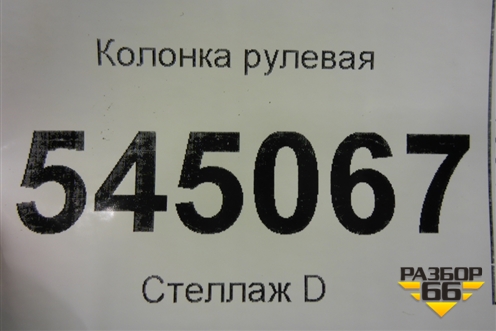 Колонка рулевая
545067
Стеллаж D
РАЗБОР
66